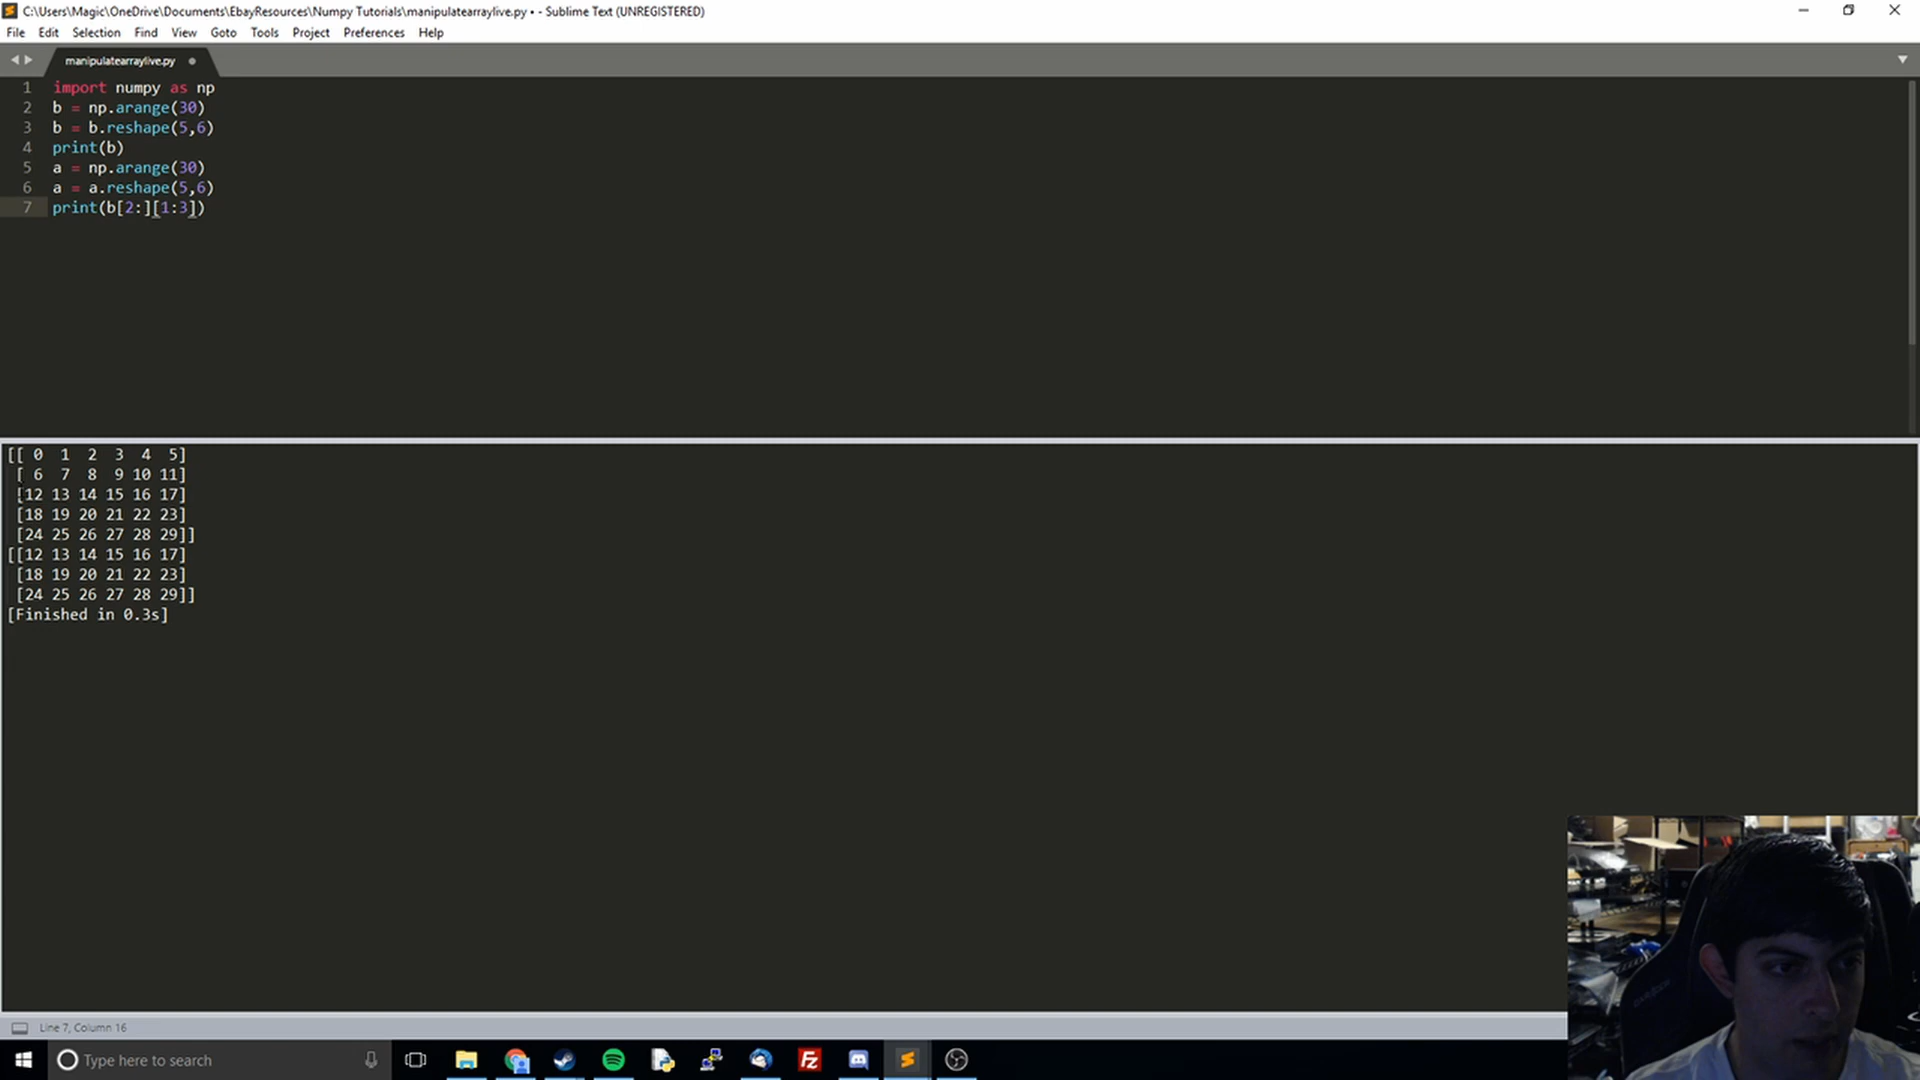 C:\Users\Magic\OneDrive\Documents\EbayResources\Numpy Tutorials\manipulatearraylive.py • - Sublime Text (UNREGISTERED)
File Edit Selection Find View Goto Tools Project Preferences Help
manipulatearraylive.py
1 import numpy as np
2 b = np.arange(30)
3 b = b.reshape(5,6)
4 print(b)
5 a = np.arange(30)
6 a = a.reshape(5,6)
7 print(b[2:][1:3])
[[ 0 1 2 3 4 5]
[ 6 7 8 9 10 11]
[12 13 14 15 16 17]
[18 19 20 21 22 23]
[24 25 26 27 28 29]]
[[12 13 14 15 16 17]
[18 19 20 21 22 23]
[24 25 26 27 28 29]]
[Finished in 0.3s]
Line 7, Column 16
Type here to search